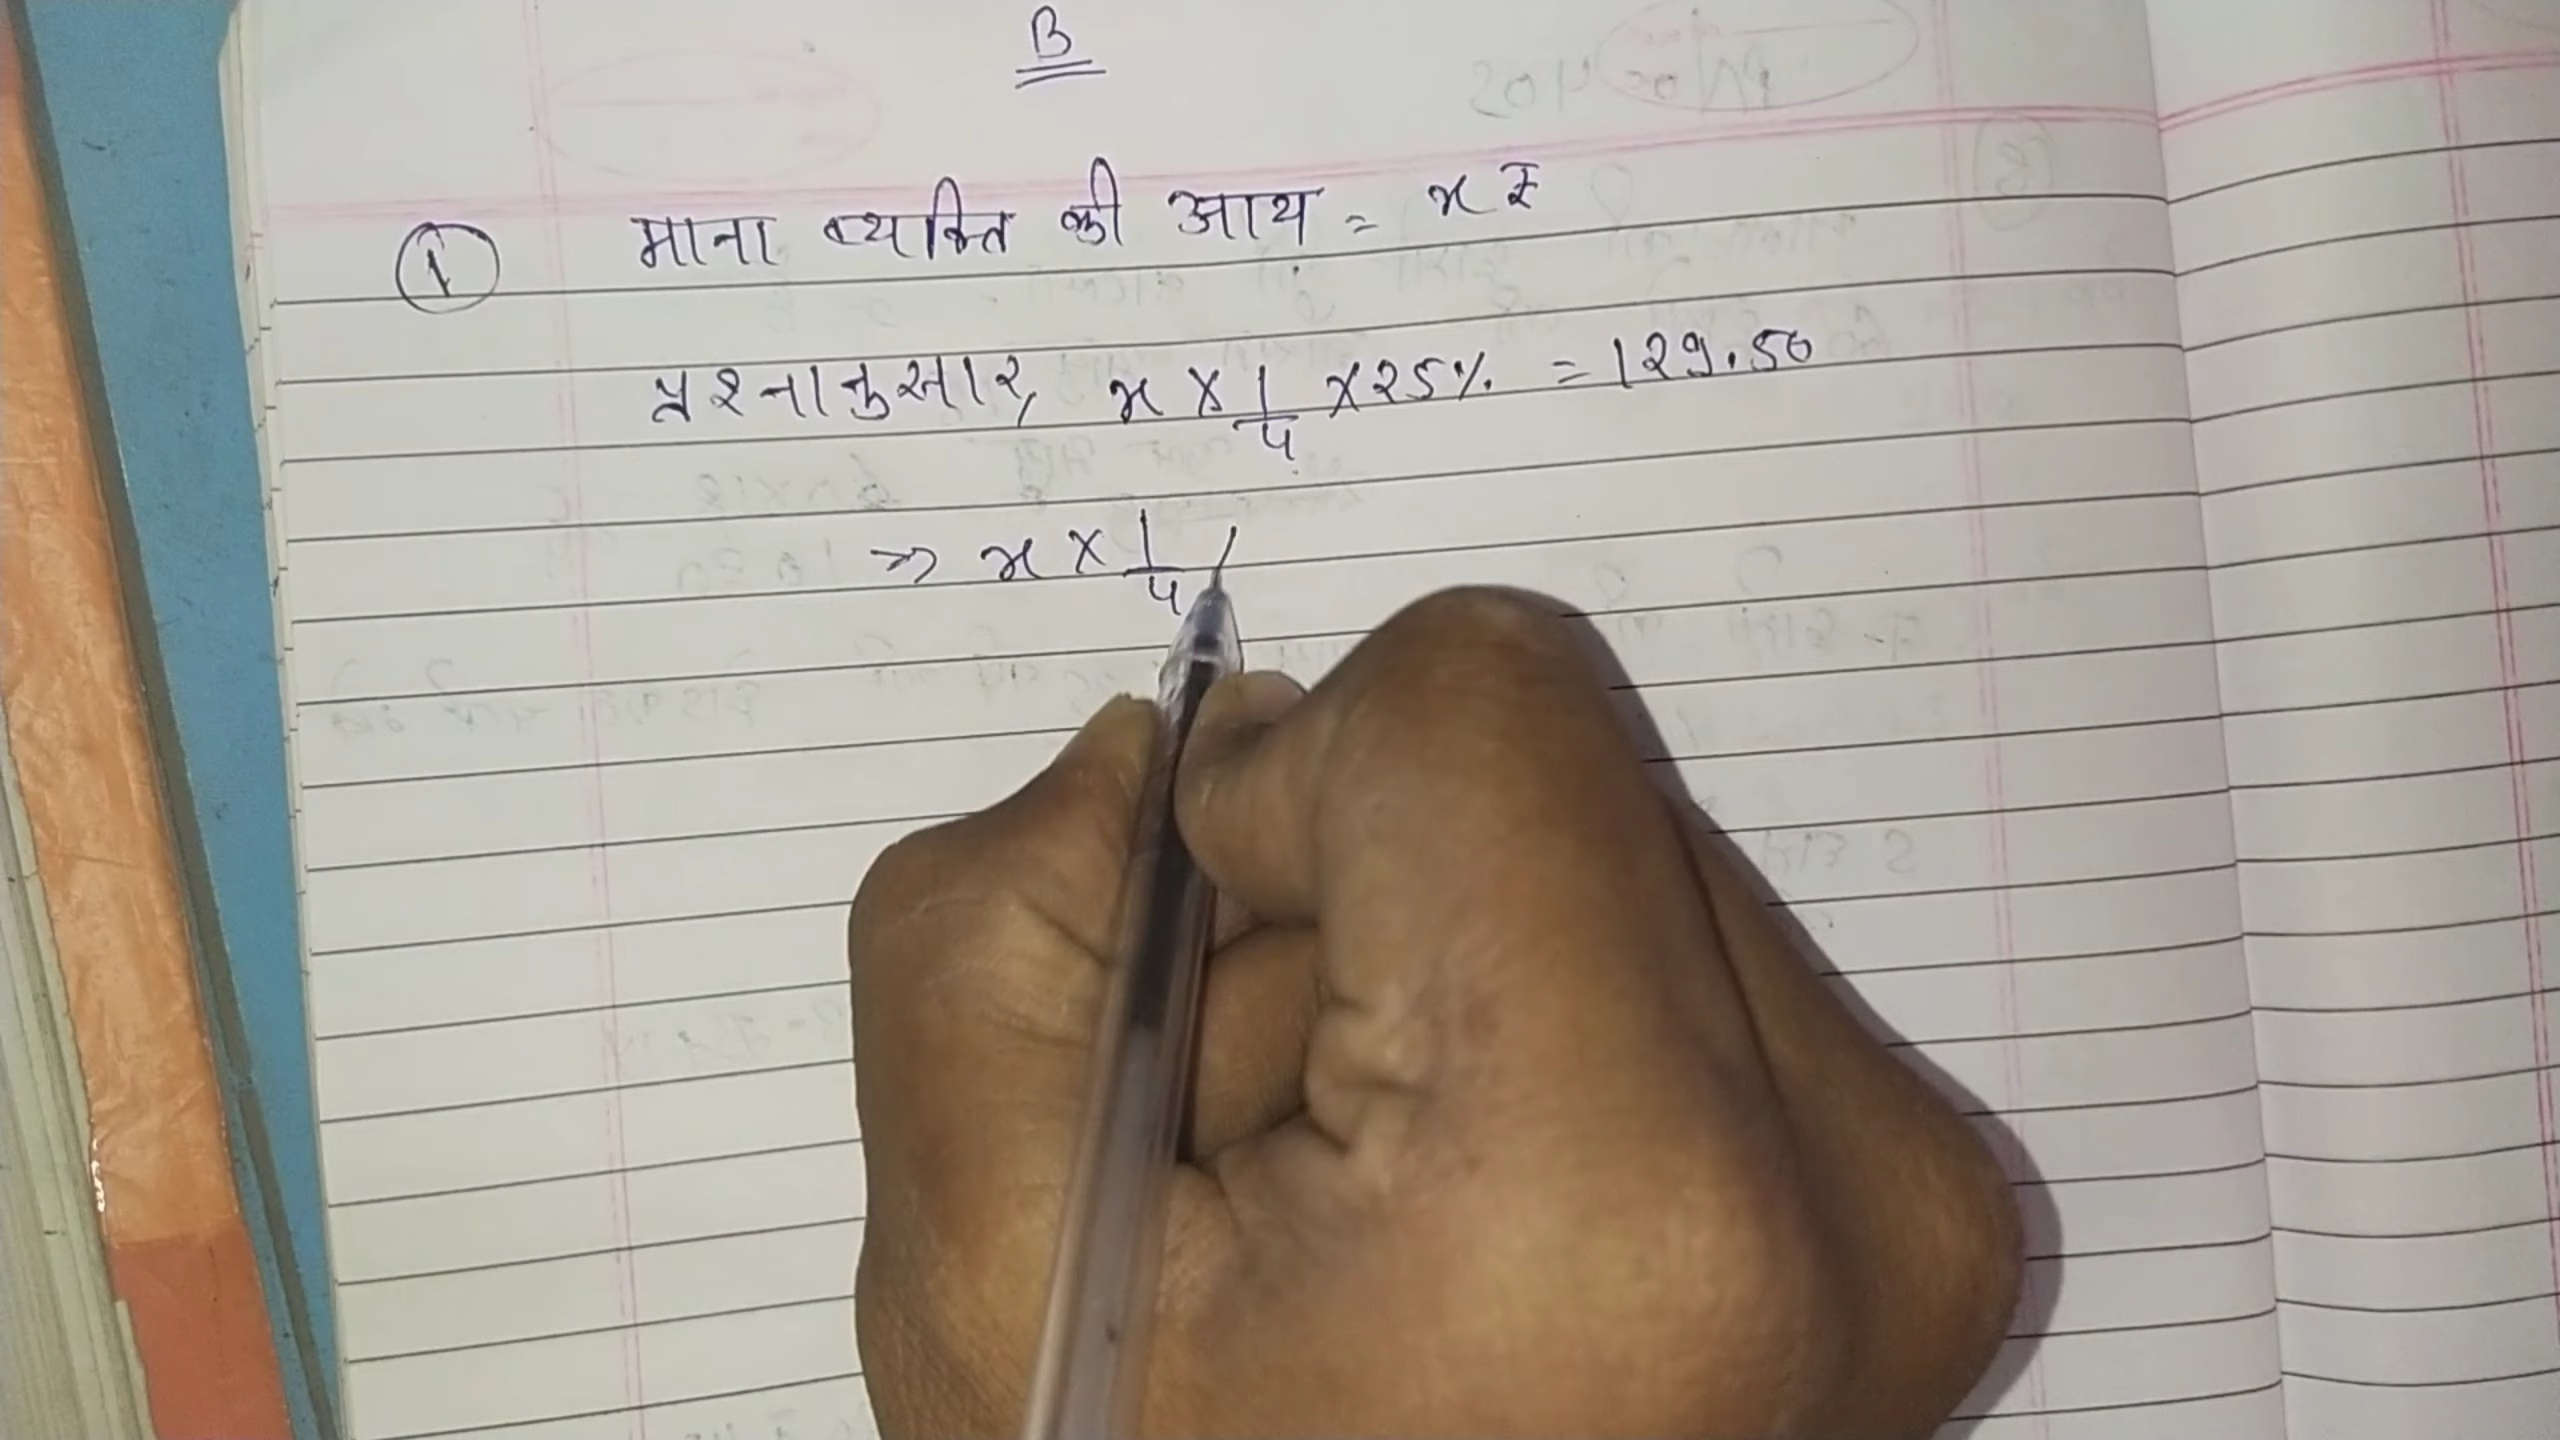 B
① माना व्यक्ति की आय = x ₹
प्रश्नानुसार, x × 1/4 × 25% = 129.50
⇒ x × 1/4 /